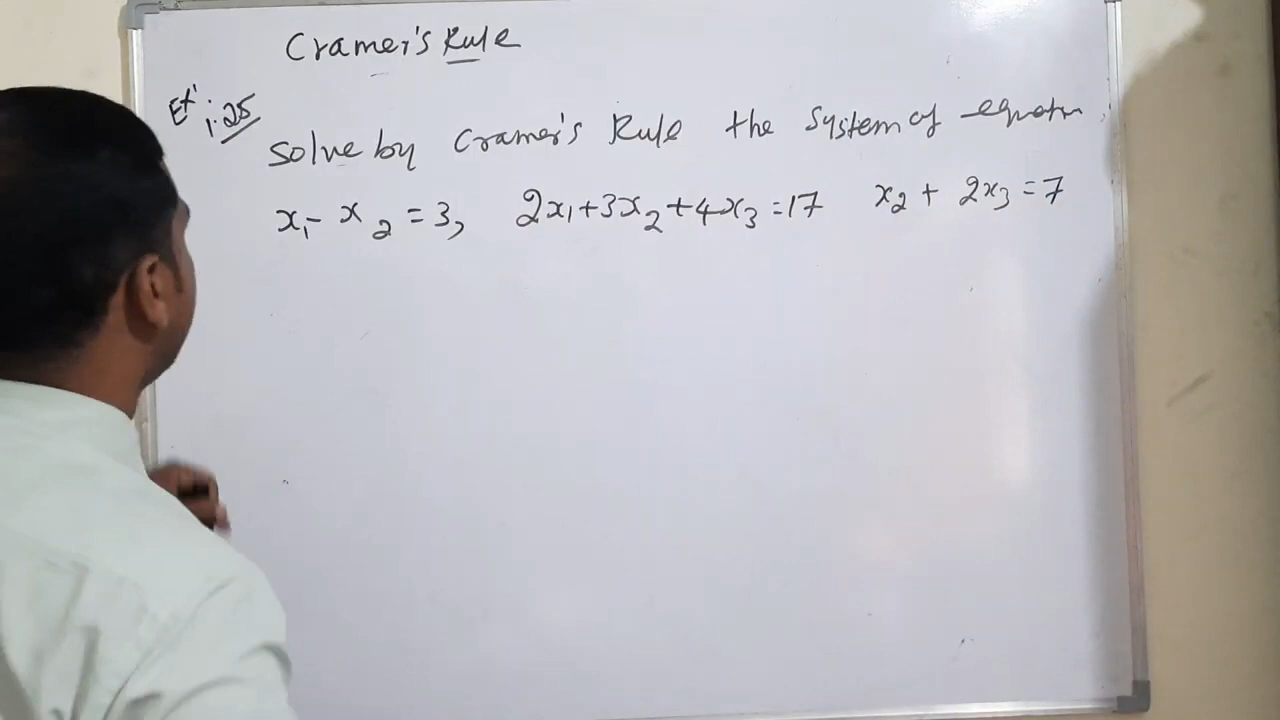 Cramer's Rule
Ex' 1.25
Solve by Cramer's Rule the System of equatn.
x₁ - x₂ = 3, 2x₁ + 3x₂ + 4x₃ = 17 x₂ + 2x₃ = 7